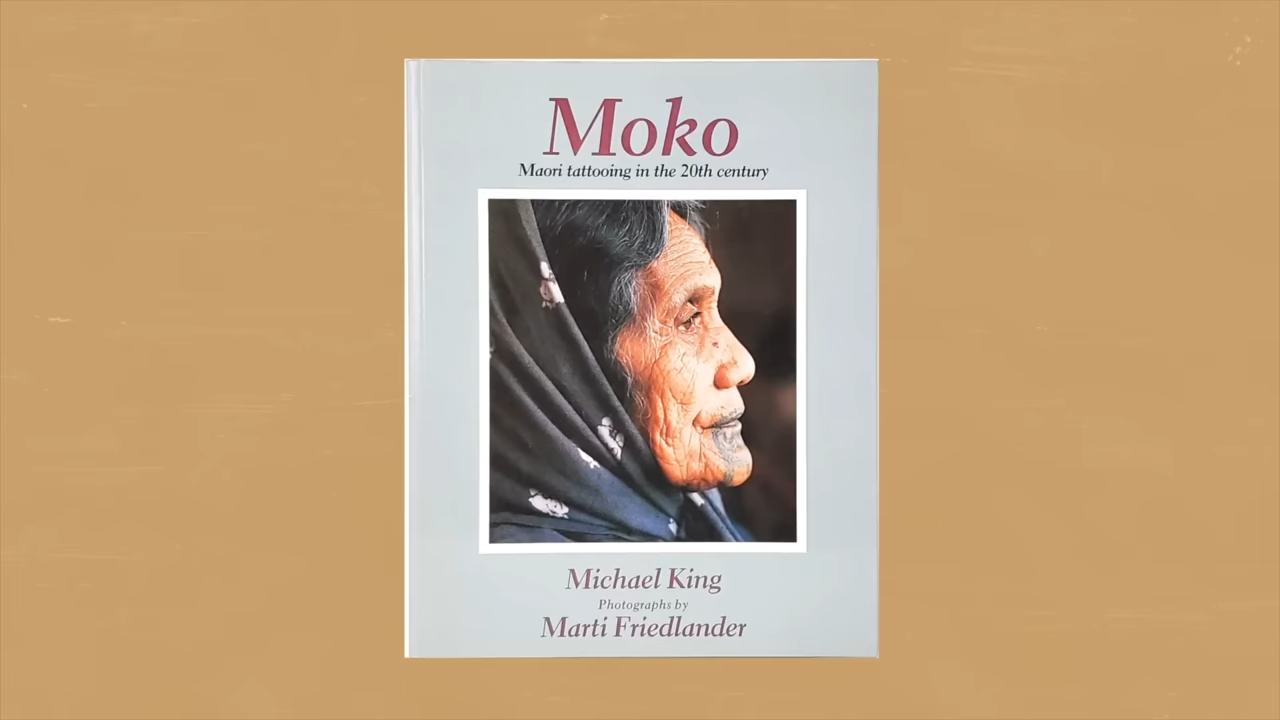 Moko
Maori tattooing in the 20th century
Michael King
Photographs by
Marti Friedlander